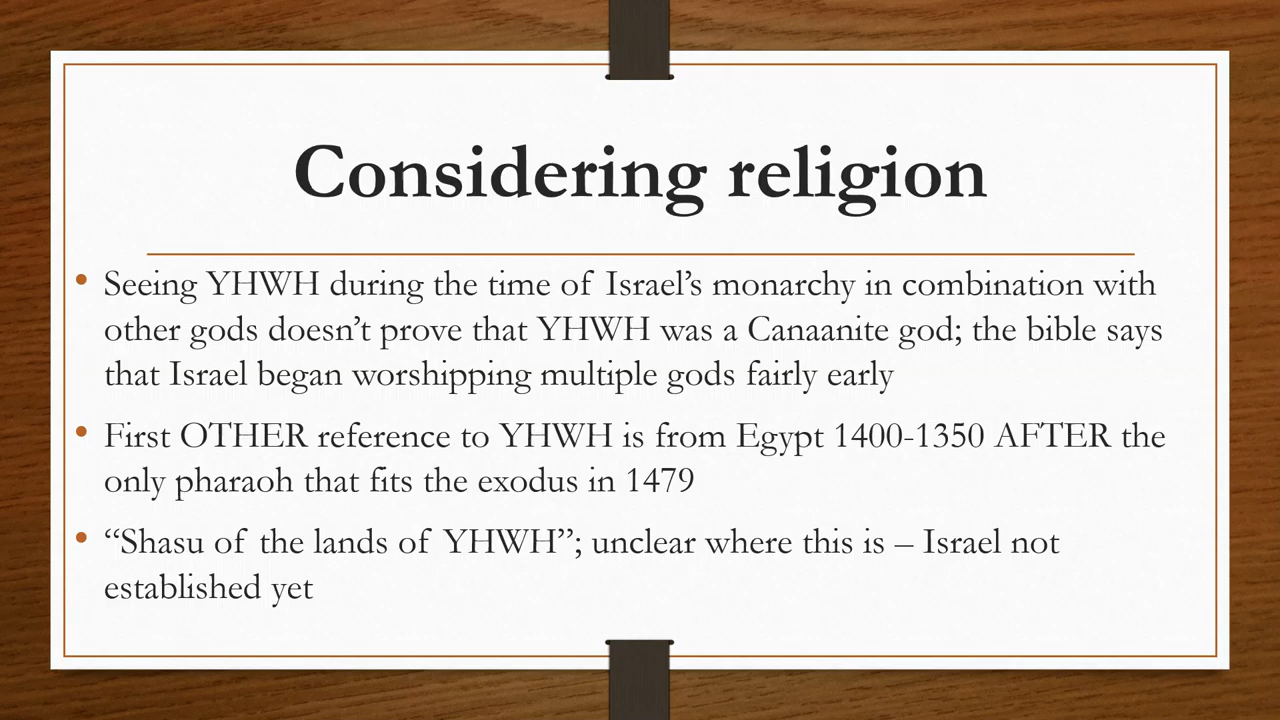 Considering religion
• Seeing YHWH during the time of Israel’s monarchy in combination with
other gods doesn’t prove that YHWH was a Canaanite god; the bible says
that Israel began worshipping multiple gods fairly early
• First OTHER reference to YHWH is from Egypt 1400-1350 AFTER the
only pharaoh that fits the exodus in 1479
• “Shasu of the lands of YHWH”; unclear where this is – Israel not
established yet